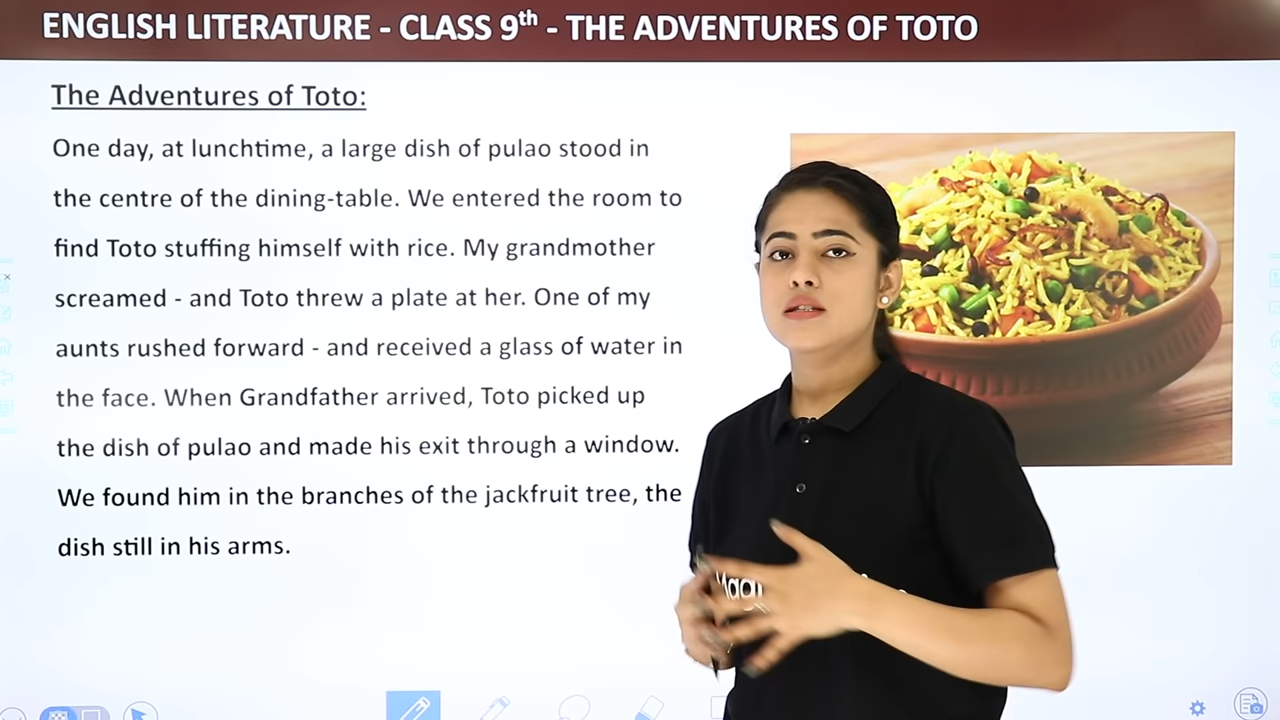 ENGLISH LITERATURE - CLASS 9th - THE ADVENTURES OF TOTO
The Adventures of Toto:
One day, at lunchtime, a large dish of pulao stood in
the centre of the dining-table. We entered the room to
find Toto stuffing himself with rice. My grandmother
screamed - and Toto threw a plate at her. One of my
aunts rushed forward - and received a glass of water in
the face. When Grandfather arrived, Toto picked up
the dish of pulao and made his exit through a window.
We found him in the branches of the jackfruit tree, the
dish still in his arms.